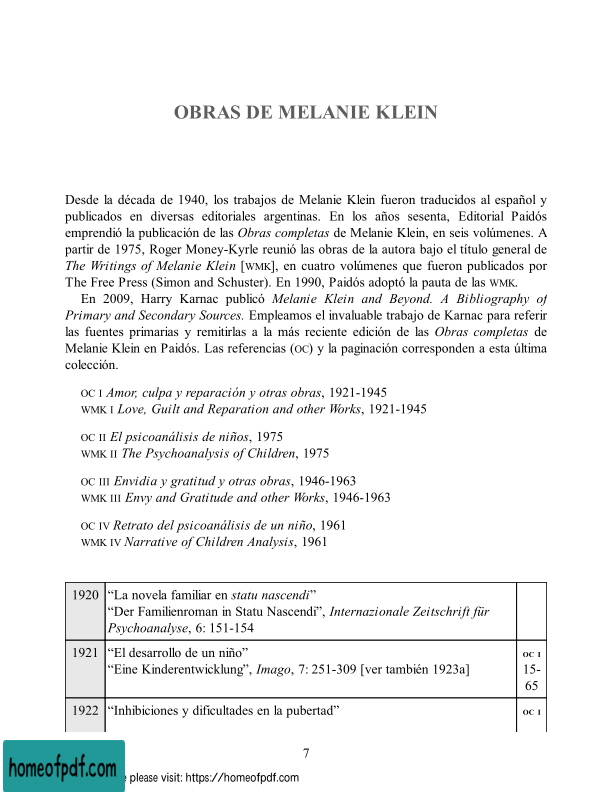 OBRAS DE MELANIE KLEIN
Desde la década de 1940, los trabajos de Melanie Klein fueron traducidos al español y
publicados en diversas editoriales argentinas. En los años sesenta, Editorial Paidós
emprendió la publicación de las Obras completas de Melanie Klein, en seis volúmenes. A
partir de 1975, Roger Money-Kyrle reunió las obras de la autora bajo el título general de
The Writings of Melanie Klein [WMK], en cuatro volúmenes que fueron publicados por
The Free Press (Simon and Schuster). En 1990, Paidós adoptó la pauta de las WMK.
En 2009, Harry Karnac publicó Melanie Klein and Beyond. A Bibliography of
Primary and Secondary Sources. Empleamos el invaluable trabajo de Karnac para referir
las fuentes primarias y remitirlas a la más reciente edición de las Obras completas de
Melanie Klein en Paidós. Las referencias (OC) y la paginación corresponden a esta última
colección.
OC I Amor, culpa y reparación y otras obras, 1921-1945
WMK I Love, Guilt and Reparation and other Works, 1921-1945
OC II El psicoanálisis de niños, 1975
WMK II The Psychoanalysis of Children, 1975
OC III Envidia y gratitud y otras obras, 1946-1963
WMK III Envy and Gratitude and other Works, 1946-1963
OC IV Retrato del psicoanálisis de un niño, 1961
WMK IV Narrative of Children Analysis, 1961
1920 “La novela familiar en statu nascendi”
“Der Familienroman in Statu Nascendi”, Internazionale Zeitschrift für
Psychoanalyse, 6: 151-154
1921 “El desarrollo de un niño” OC I
“Eine Kinderentwicklung”, Imago, 7: 251-309 [ver también 1923a] 15-
65
1922 “Inhibiciones y dificultades en la pubertad” OC I
7
homeofpdf.com
please visit: https://homeofpdf.com